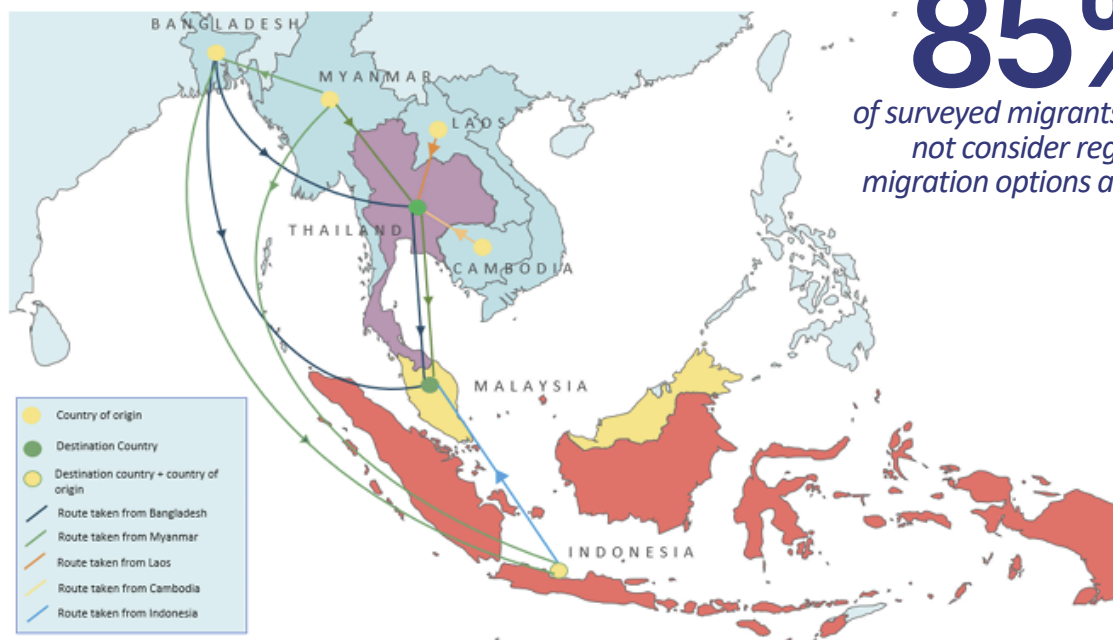 BANGLADESH
MYANMAR
LAOS
THAILAND
CAMBODIA
MALAYSIA
INDONESIA
85%
of surveyed migrants
not consider reg
migration options a
Country of origin
Destination Country
Destination country + country of
origin
Route taken from Bangladesh
Route taken from Myanmar
Route taken from Laos
Route taken from Cambodia
Route taken from Indonesia